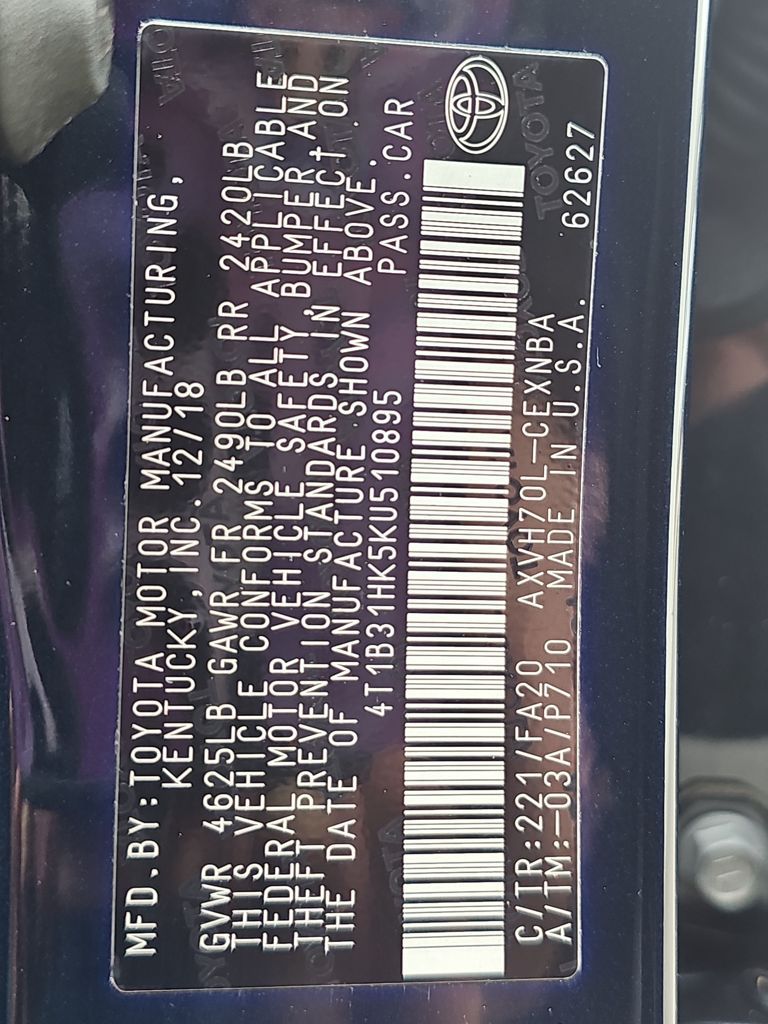 MFD.BY:TOYOTA MOTOR MANUFACTURING,
KENTUCKY,INC. 12/18
GVWR 4625LB GAWR FR 2490LB RR 2420LB
THIS VEHICLE CONFORMS TO ALL APPLICABLE
FEDERAL MOTOR VEHICLE SAFETY,BUMPER,AND
THEFT PREVENTION STANDARDS IN EFFECT ON
THE DATE OF MANUFACTURE SHOWN ABOVE.
4T1B31HK5KU510895 PASS.CAR
C/TR:221/FA20 AXVH70L-CEXNBA
A/TM:-03A/P710 MADE IN U.S.A. 62627
TOYOTA